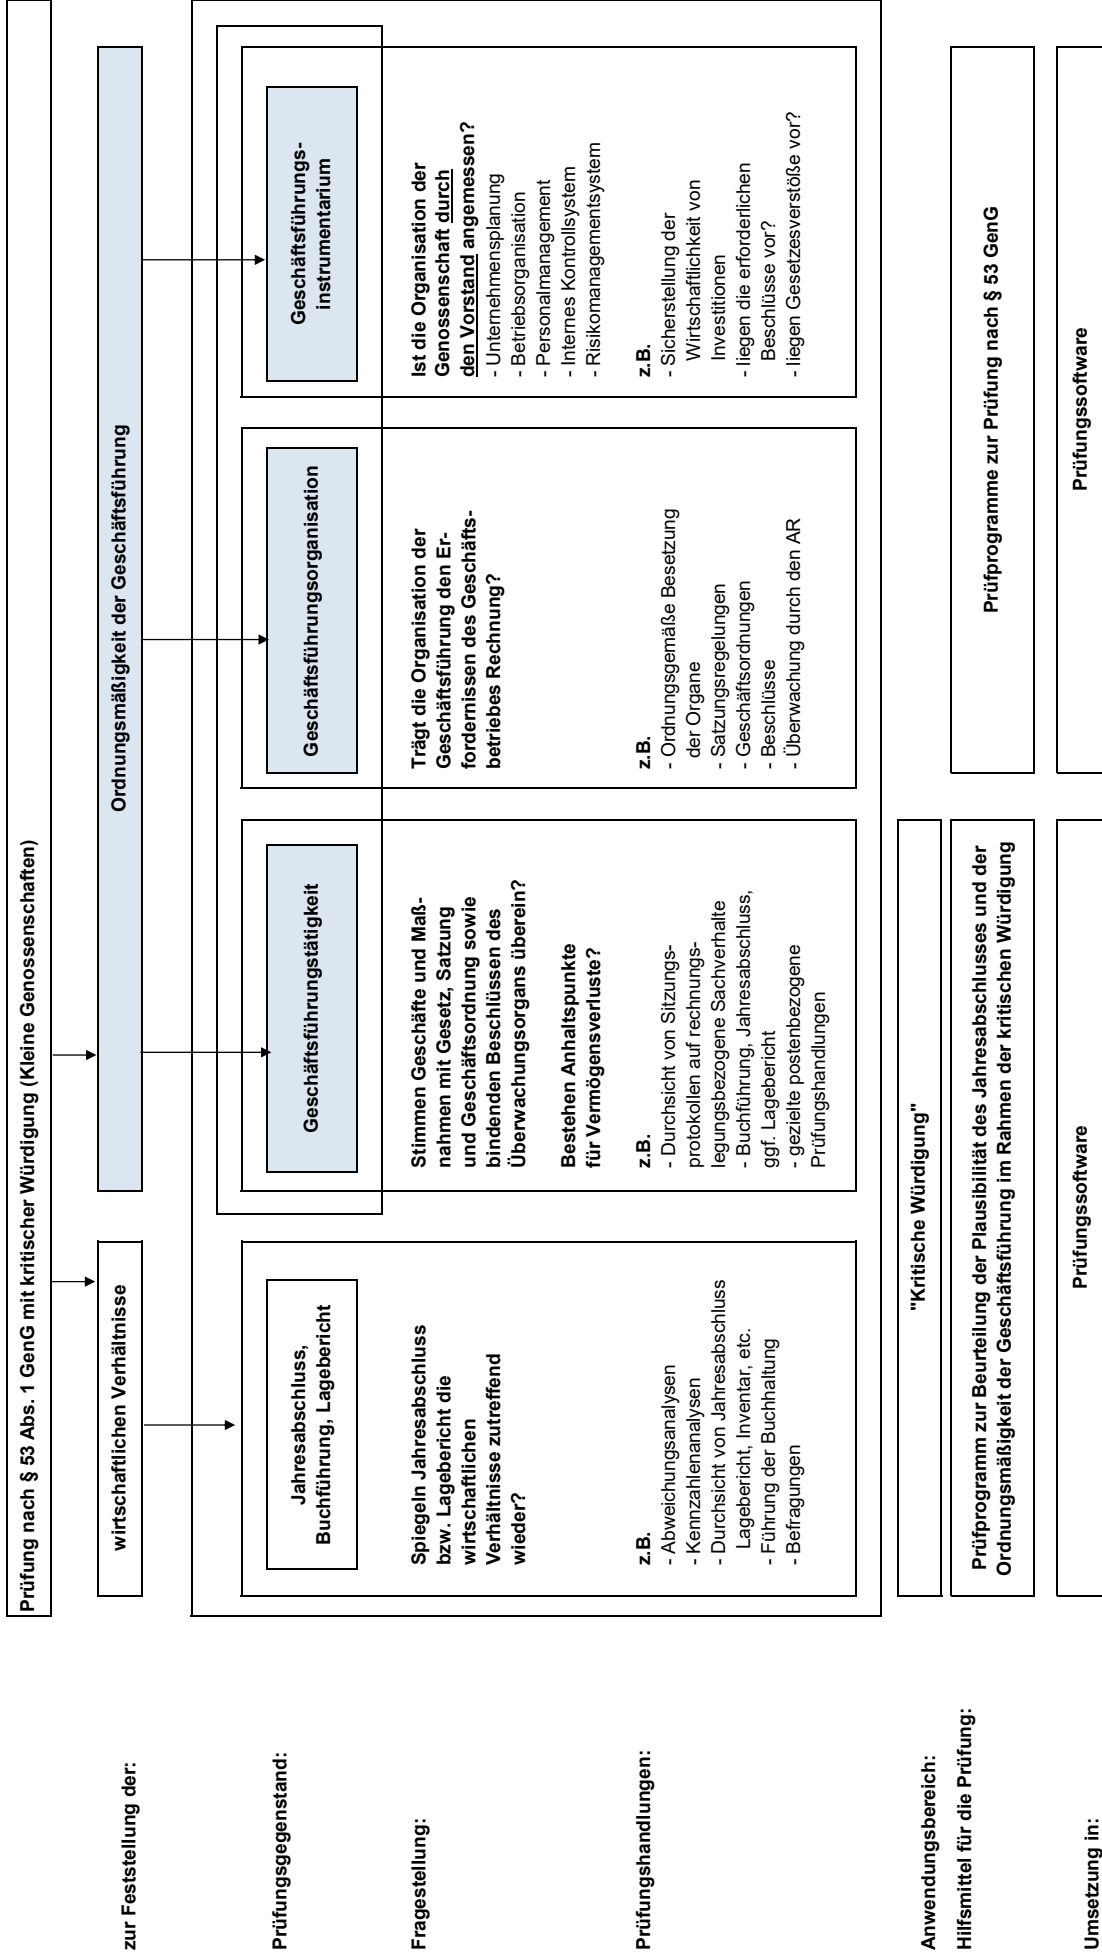 Prüfung nach § 53 Abs. 1 GenG mit kritischer Würdigung (Kleine Genossenschaften)
zur Feststellung der:
wirtschaftlichen Verhältnisse
Ordnungsmäßigkeit der Geschäftsführung
Prüfungsgegenstand:
Jahresabschluss,
Buchführung, Lagebericht
Geschäftsführungstätigkeit
Geschäftsführungsorganisation
Geschäftsführungs-
instrumentarium
Fragestellung:
Spiegeln Jahresabschluss
bzw. Lagebericht die
wirtschaftlichen
Verhältnisse zutreffend
wieder?
Stimmen Geschäfte und Maß-
nahmen mit Gesetz, Satzung
und Geschäftsordnung sowie
bindenden Beschlüssen des
Überwachungsorgans überein?
Bestehen Anhaltspunkte
für Vermögensverluste?
Trägt die Organisation der
Geschäftsführung den Er-
fordernissen des Geschäfts-
betriebes Rechnung?
Ist die Organisation der
Genossenschaft durch
den Vorstand angemessen?
- Unternehmensplanung
- Betriebsorganisation
- Personalmanagement
- Internes Kontrollsystem
- Risikomanagementsystem
Prüfungshandlungen:
z.B.
- Abweichungsanalysen
- Kennzahlenanalysen
- Durchsicht von Jahresabschluss
Lagebericht, Inventar, etc.
- Führung der Buchhaltung
- Befragungen
z.B.
- Durchsicht von Sitzungs-
protokollen auf rechnungs-
legungsbezogene Sachverhalte
- Buchführung, Jahresabschluss,
ggf. Lagebericht
- gezielte postenbezogene
Prüfungshandlungen
z.B.
- Ordnungsgemäße Besetzung
der Organe
- Satzungsregelungen
- Geschäftsordnungen
- Beschlüsse
- Überwachung durch den AR
z.B.
- Sicherstellung der
Wirtschaftlichkeit von
Investitionen
- liegen die erforderlichen
Beschlüsse vor?
- liegen Gesetzesverstöße vor?
Anwendungsbereich:
"Kritische Würdigung"
Hilfsmittel für die Prüfung:
Prüfprogramm zur Beurteilung der Plausibilität des Jahresabschlusses und der
Ordnungsmäßigkeit der Geschäftsführung im Rahmen der kritischen Würdigung
Prüfprogramme zur Prüfung nach § 53 GenG
Umsetzung in:
Prüfungssoftware
Prüfungssoftware